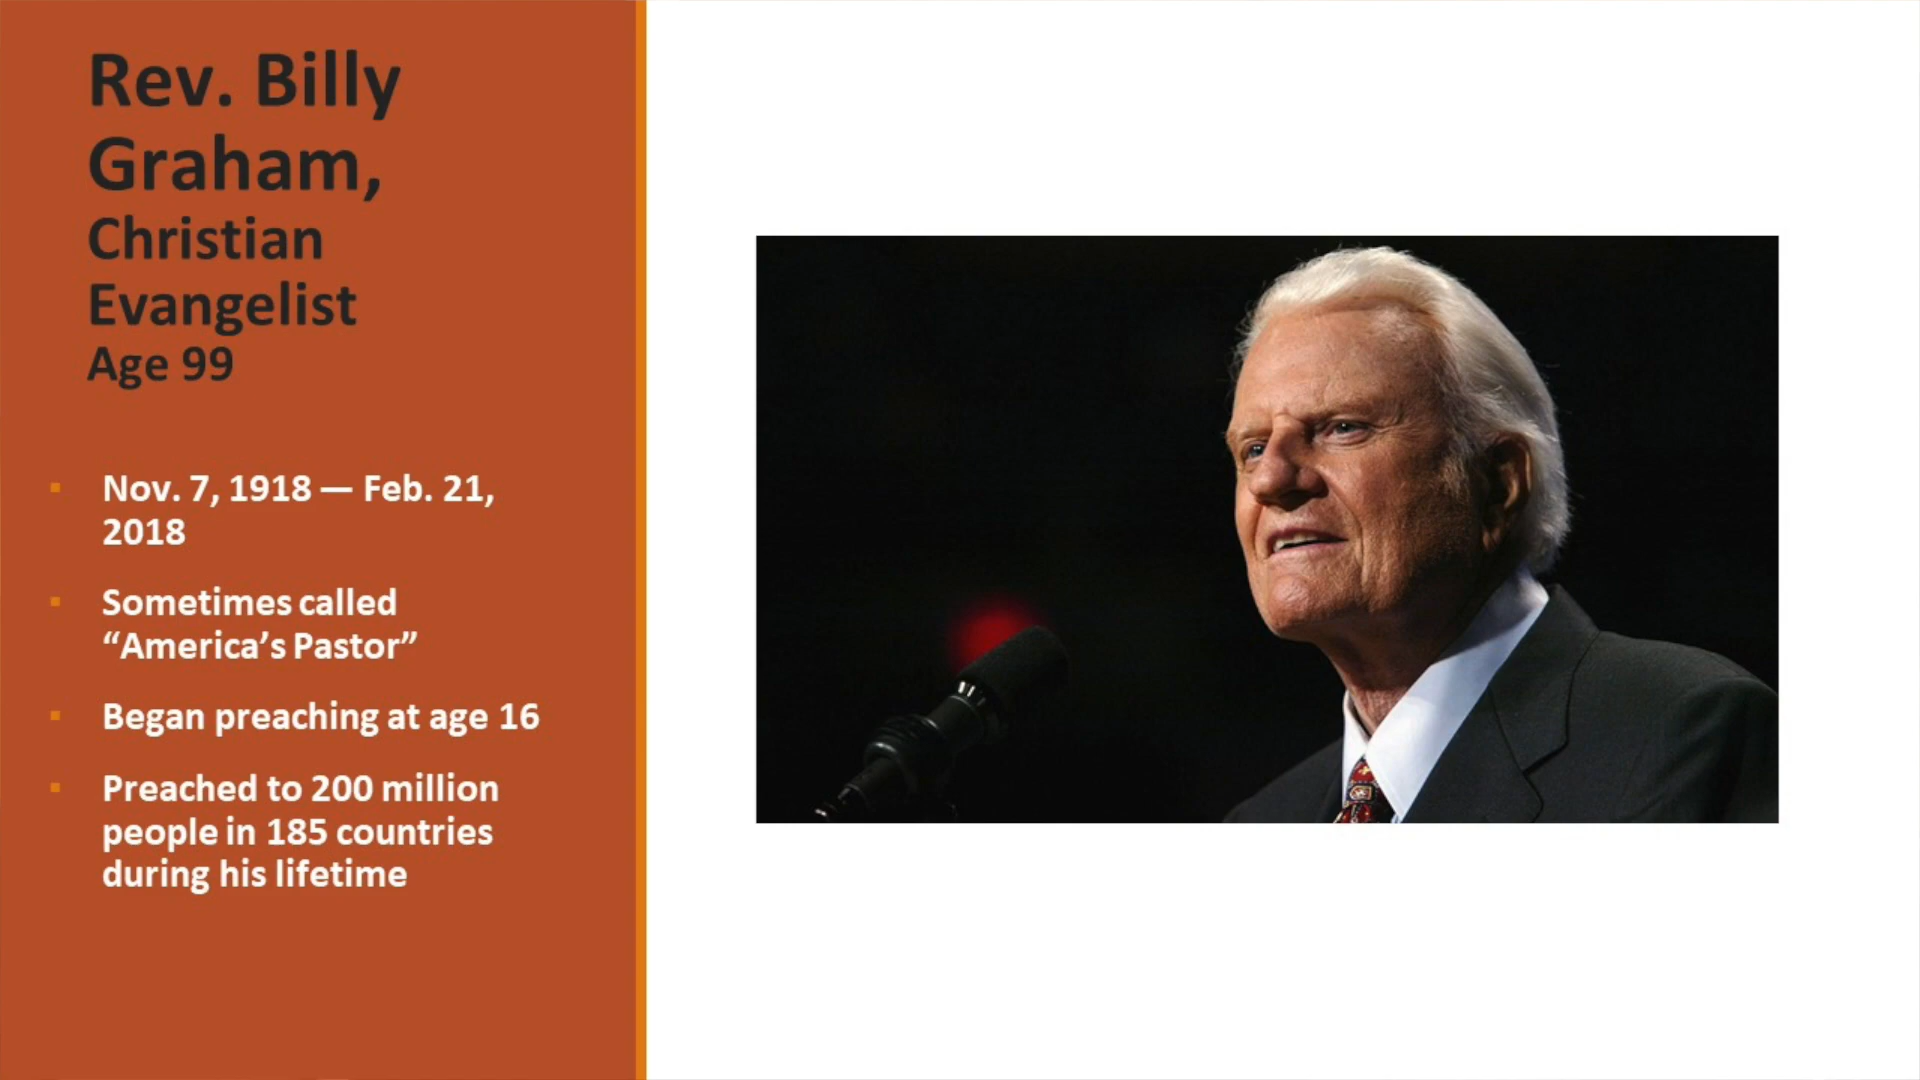 Rev. Billy
Graham,
Christian
Evangelist
Age 99
Nov. 7, 1918 — Feb. 21,
2018
Sometimes called
“America’s Pastor”
Began preaching at age 16
Preached to 200 million
people in 185 countries
during his lifetime